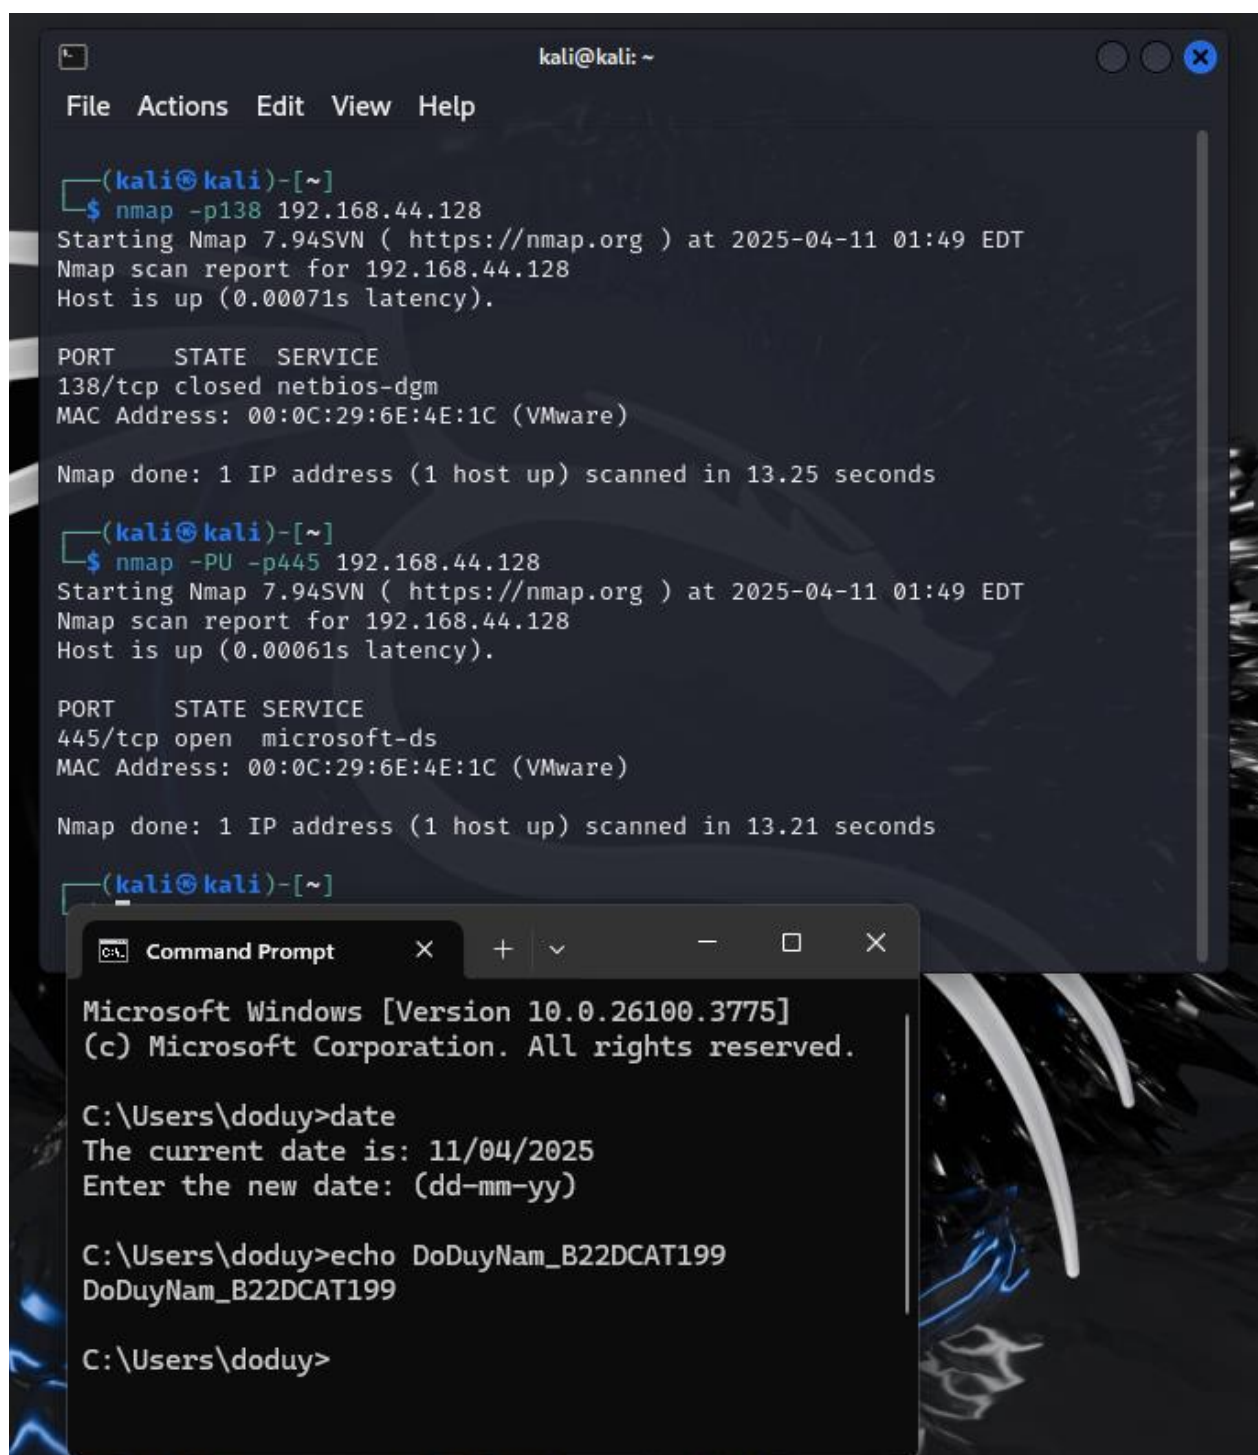 kali@kali: ~
File Actions Edit View Help
┌──(kali㉿kali)-[~]
└─$ nmap -p138 192.168.44.128
Starting Nmap 7.94SVN ( https://nmap.org ) at 2025-04-11 01:49 EDT
Nmap scan report for 192.168.44.128
Host is up (0.00071s latency).
PORT    STATE  SERVICE
138/tcp closed netbios-dgm
MAC Address: 00:0C:29:6E:4E:1C (VMware)
Nmap done: 1 IP address (1 host up) scanned in 13.25 seconds
┌──(kali㉿kali)-[~]
└─$ nmap -PU -p445 192.168.44.128
Starting Nmap 7.94SVN ( https://nmap.org ) at 2025-04-11 01:49 EDT
Nmap scan report for 192.168.44.128
Host is up (0.00061s latency).
PORT    STATE SERVICE
445/tcp open  microsoft-ds
MAC Address: 00:0C:29:6E:4E:1C (VMware)
Nmap done: 1 IP address (1 host up) scanned in 13.21 seconds
┌──(kali㉿kali)-[~]
Command Prompt
Microsoft Windows [Version 10.0.26100.3775]
(c) Microsoft Corporation. All rights reserved.
C:\Users\doduy>date
The current date is: 11/04/2025
Enter the new date: (dd-mm-yy)
C:\Users\doduy>echo DoDuyNam_B22DCAT199
DoDuyNam_B22DCAT199
C:\Users\doduy>